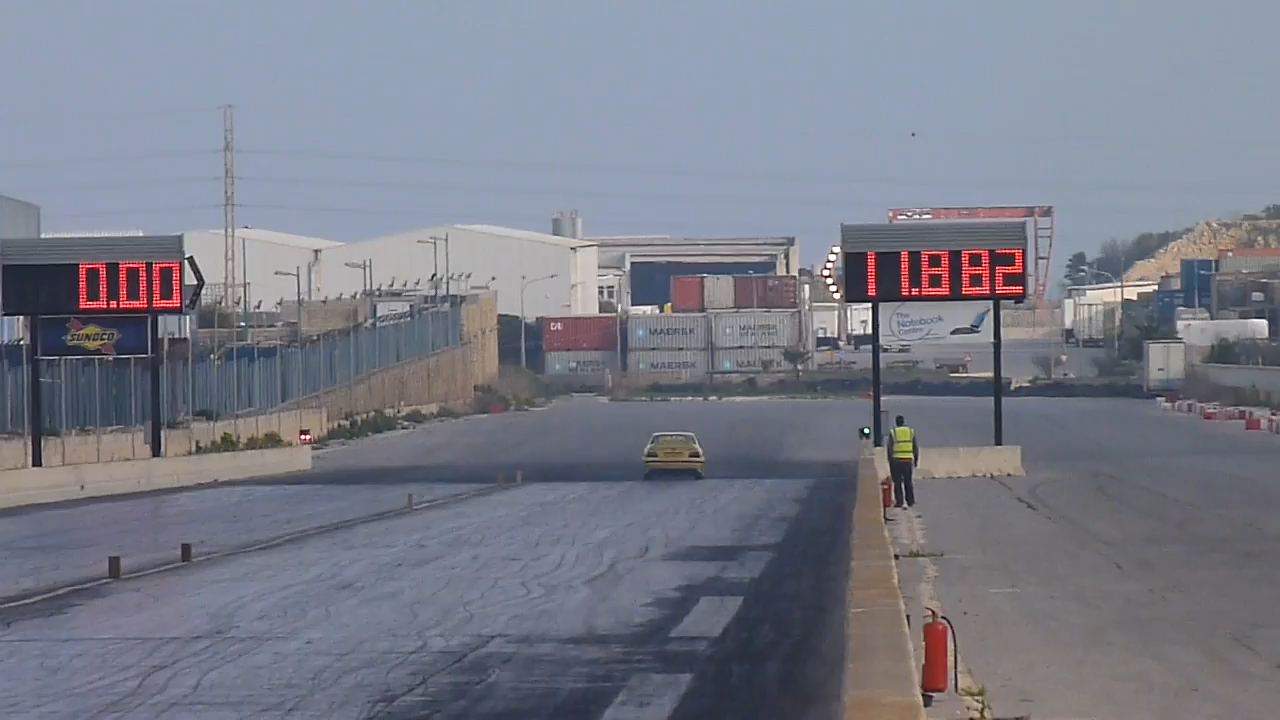 0.00
11.882
SUNOCO
MAERSK
MAERSK
MAERSK
The
Notebook
Centre